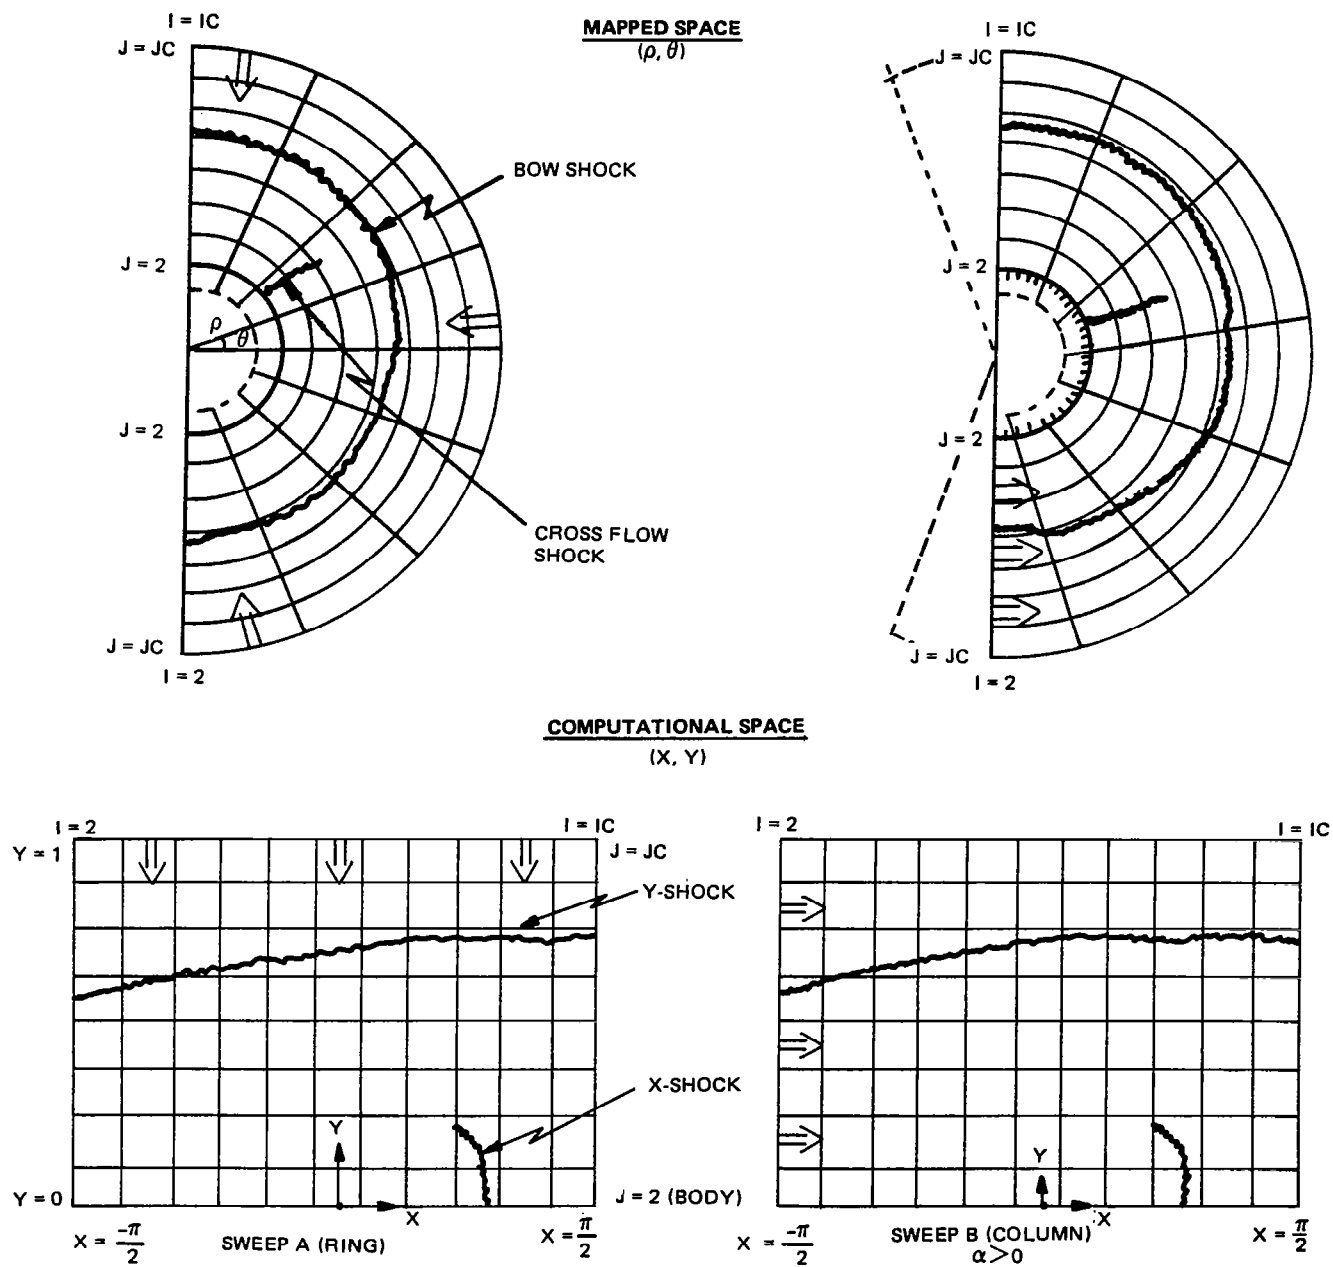 MAPPED SPACE
(ρ, θ)
I = IC
J = JC
BOW SHOCK
J = 2
ρ
θ
J = 2
CROSS FLOW
SHOCK
J = JC
I = 2
I = IC
J = JC
J = 2
J = 2
J = JC
I = 2
COMPUTATIONAL SPACE
(X, Y)
I = 2
I = IC
Y = 1
J = JC
Y-SHOCK
X-SHOCK
Y
Y = 0
J = 2 (BODY)
X
X = -π/2
SWEEP A (RING)
X = π/2
I = 2
I = IC
Y
X
X = -π/2
SWEEP B (COLUMN)
α>0
X = π/2